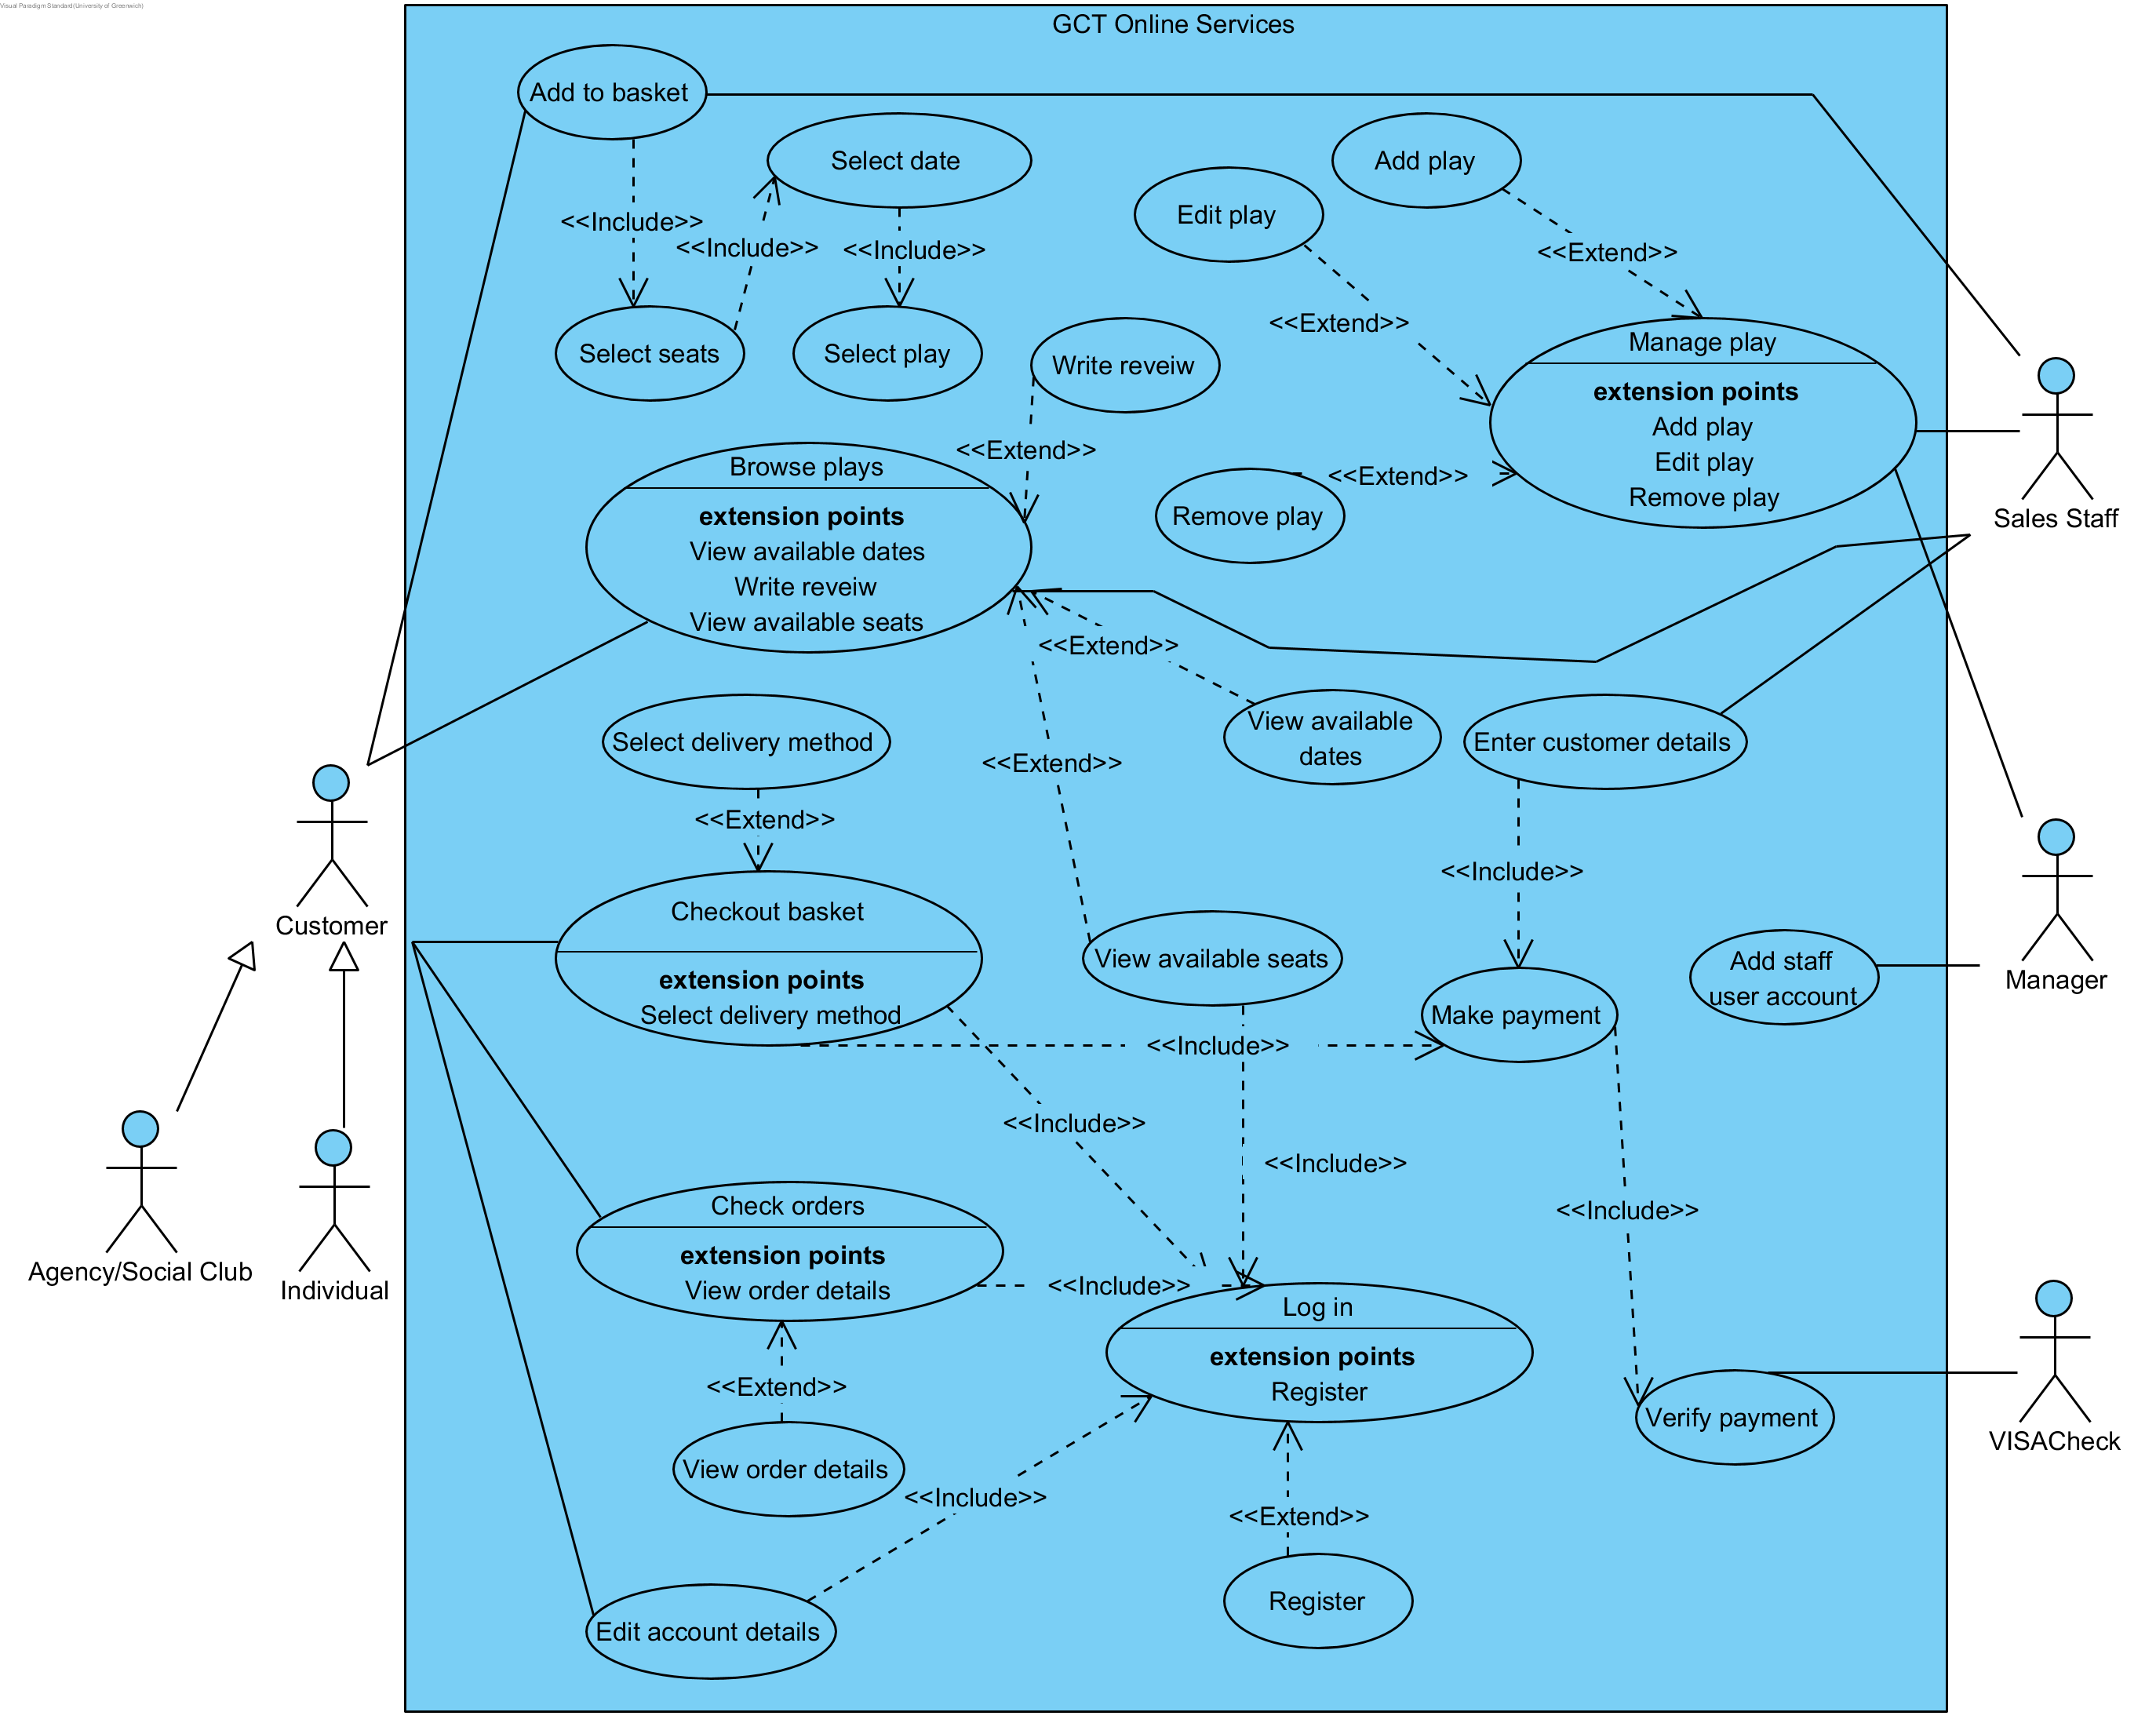 Visual Paradigm Standard(University of Greenwich)
GCT Online Services
Add to basket
Select date
Add play
Edit play
<<Include>>
<<Include>>
<<Include>>
<<Extend>>
<<Extend>>
Select seats
Select play
Write reveiw
Manage play
extension points
Add play
Edit play
Remove play
<<Extend>>
<<Extend>>
Remove play
Sales Staff
Browse plays
extension points
View available dates
Write reveiw
View available seats
<<Extend>>
Select delivery method
View available
dates
Enter customer details
<<Extend>>
<<Extend>>
<<Include>>
Customer
Checkout basket
extension points
Select delivery method
View available seats
Add staff
user account
Manager
Make payment
<<Include>>
<<Include>>
<<Include>>
<<Include>>
Agency/Social Club
Individual
Check orders
extension points
View order details
<<Include>>
Log in
extension points
Register
<<Extend>>
Verify payment
VISACheck
View order details
<<Include>>
<<Extend>>
Register
Edit account details